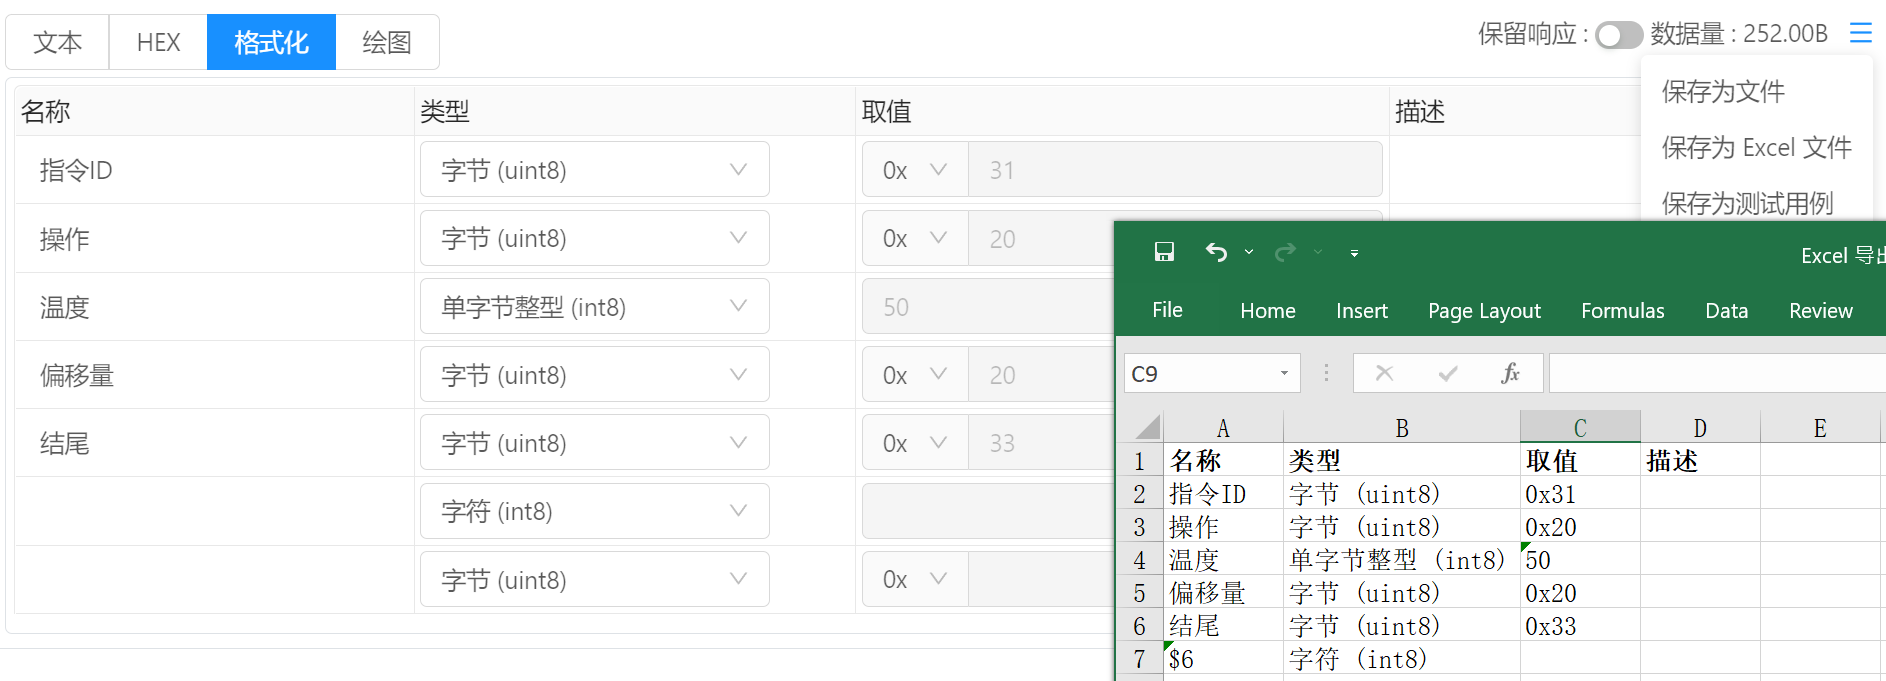 文本 HEX 格式化 绘图 保留响应 : 数据量 : 252.00B
名称 类型 取值 描述
保存为文件
保存为 Excel 文件
保存为测试用例
指令ID 字节 (uint8) 0x 31
操作 字节 (uint8) 0x 20
温度 单字节整型 (int8) 50
偏移量 字节 (uint8) 0x 20
结尾 字节 (uint8) 0x 33
字符 (int8)
字节 (uint8) 0x
Excel 导出
File Home Insert Page Layout Formulas Data Review
C9 fx
A B C D E
1 名称 类型 取值 描述
2 指令ID 字节 (uint8) 0x31
3 操作 字节 (uint8) 0x20
4 温度 单字节整型 (int8) 50
5 偏移量 字节 (uint8) 0x20
6 结尾 字节 (uint8) 0x33
7 $6 字符 (int8)